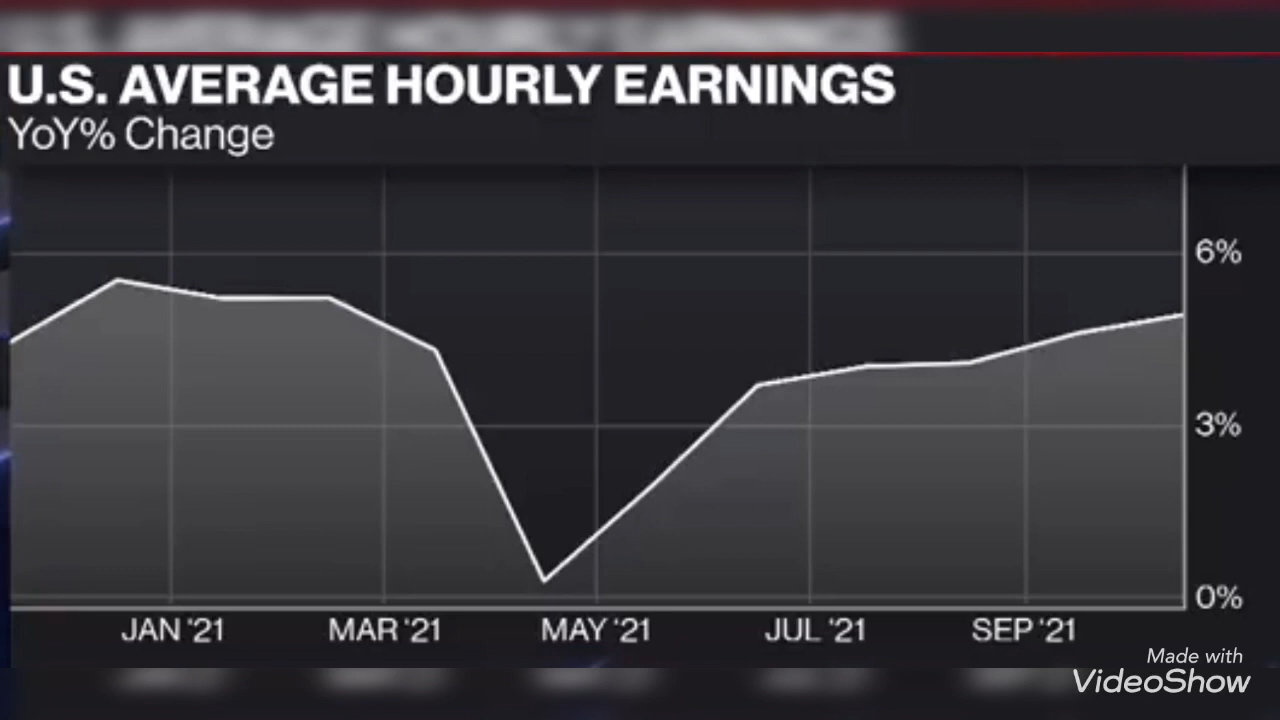 U.S. AVERAGE HOURLY EARNINGS
YoY% Change
6%
3%
0%
JAN '21 MAR '21 MAY '21 JUL '21 SEP '21
Made with
VideoShow